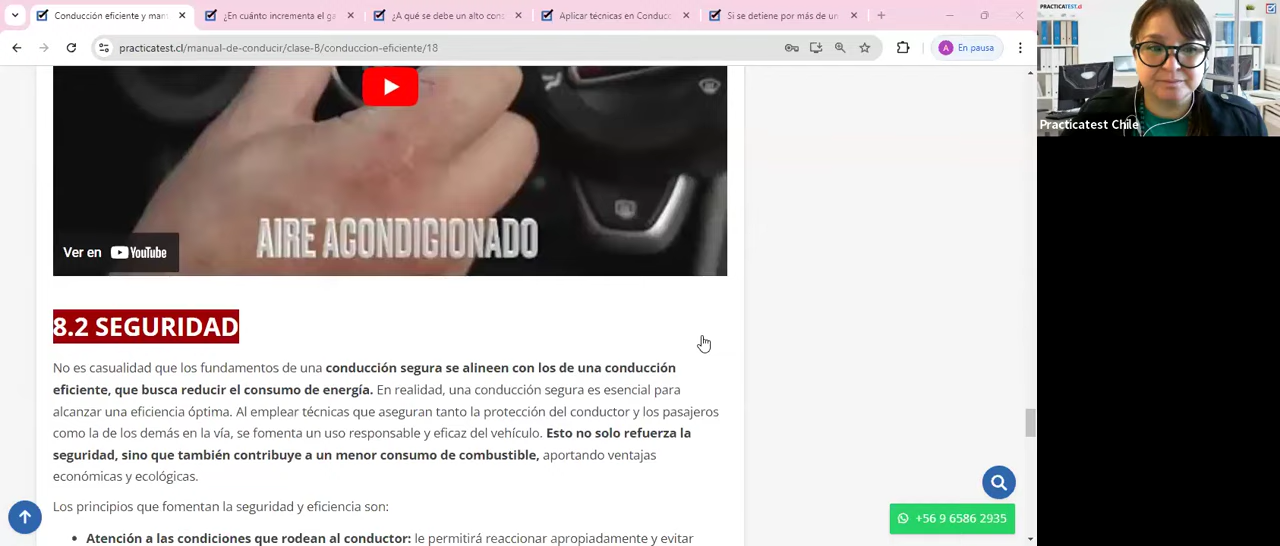 Conducción eficiente y man
¿En cuánto incrementa el ga
¿A qué se debe un alto cons
Aplicar técnicas en Conducc
Si se detiene por más de un
practicatest.cl/manual-de-conducir/clase-B/conduccion-eficiente/18
A En pausa
PRACTICATEST.cl
Practicatest Chile
AIRE ACONDICIONADO
Ver en YouTube
8.2 SEGURIDAD
No es casualidad que los fundamentos de una conducción segura se alineen con los de una conducción
eficiente, que busca reducir el consumo de energía. En realidad, una conducción segura es esencial para
alcanzar una eficiencia óptima. Al emplear técnicas que aseguran tanto la protección del conductor y los pasajeros
como la de los demás en la vía, se fomenta un uso responsable y eficaz del vehículo. Esto no solo refuerza la
seguridad, sino que también contribuye a un menor consumo de combustible, aportando ventajas
económicas y ecológicas.
Los principios que fomentan la seguridad y eficiencia son:
• Atención a las condiciones que rodean al conductor: le permitirá reaccionar apropiadamente y evitar
+56 9 6586 2935